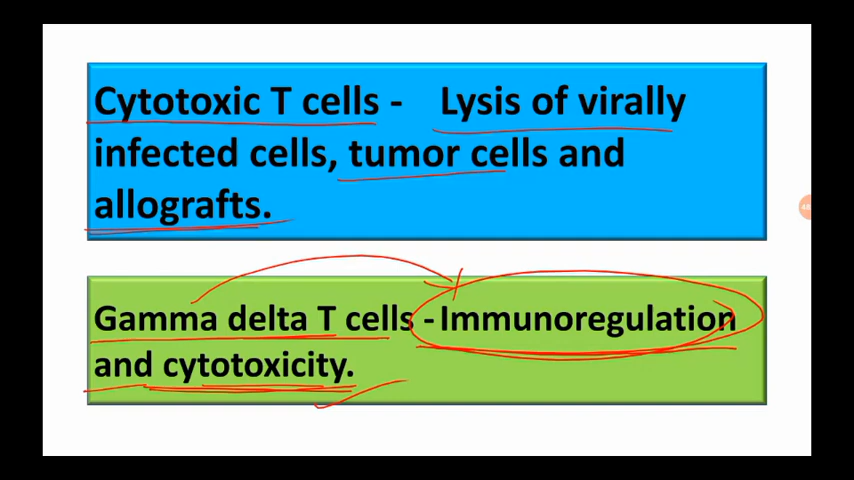 Cytotoxic T cells - Lysis of virally
infected cells, tumor cells and
allografts.
Gamma delta T cells - Immunoregulation
and cytotoxicity.